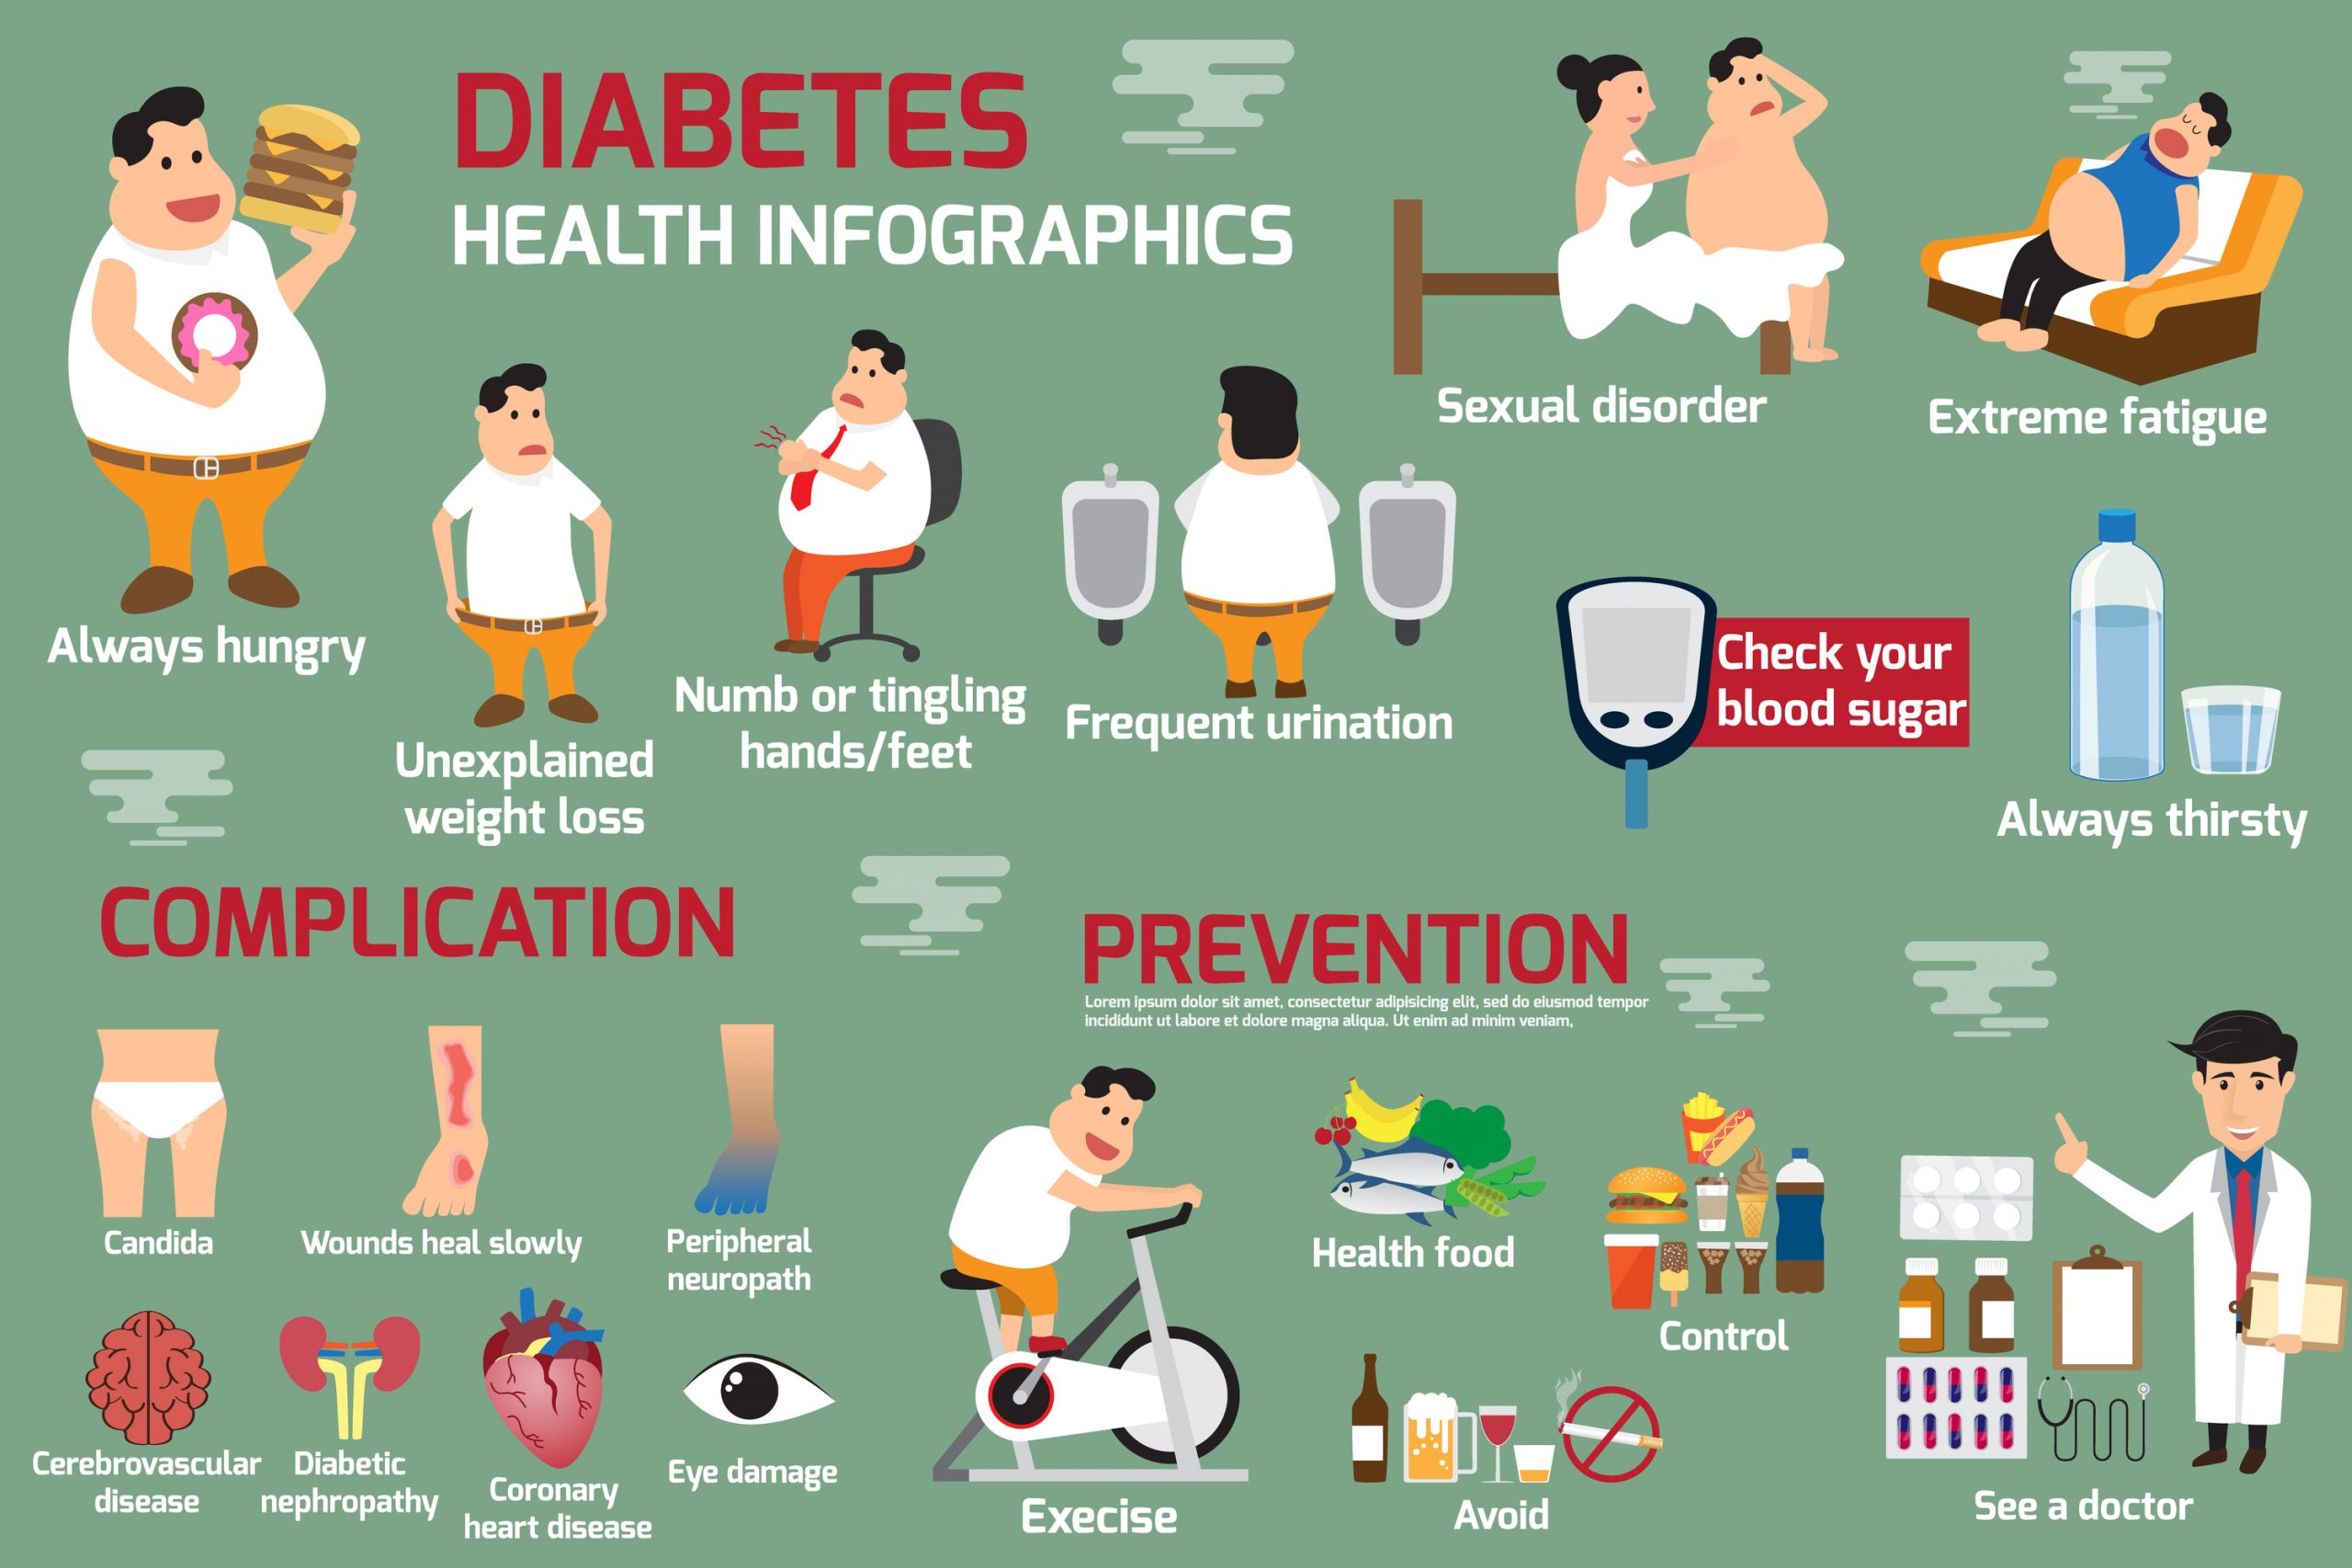 DIABETES
HEALTH INFOGRAPHICS
Sexual disorder
Extreme fatigue
Always hungry
Unexplained
weight loss
Numb or tingling
hands/feet
Frequent urination
Check your
blood sugar
Always thirsty
COMPLICATION
Candida
Wounds heal slowly
Peripheral
neuropath
Cerebrovascular
disease
Diabetic
nephropathy
Coronary
heart disease
Eye damage
PREVENTION
Lorem ipsum dolor sit amet, consectetur adipisicing elit, sed do eiusmod tempor
incididunt ut labore et dolore magna aliqua. Ut enim ad minim veniam,
Execise
Health food
Control
Avoid
See a doctor